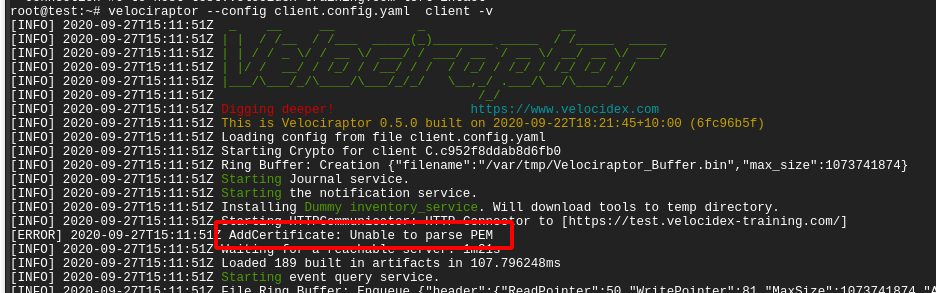 root@test:~# velociraptor --config client.config.yaml client -v
[INFO] 2020-09-27T15:11:51Z
[INFO] 2020-09-27T15:11:51Z
[INFO] 2020-09-27T15:11:51Z
[INFO] 2020-09-27T15:11:51Z
[INFO] 2020-09-27T15:11:51Z
[INFO] 2020-09-27T15:11:51Z
[INFO] 2020-09-27T15:11:51Z Digging deeper! https://www.velocidex.com
[INFO] 2020-09-27T15:11:51Z This is Velociraptor 0.5.0 built on 2020-09-22T18:21:45+10:00 (6fc96b5f)
[INFO] 2020-09-27T15:11:51Z Loading config from file client.config.yaml
[INFO] 2020-09-27T15:11:51Z Starting Crypto for client C.c952f8ddab8d6fb0
[INFO] 2020-09-27T15:11:51Z Ring Buffer: Creation {"filename":"/var/tmp/Velociraptor_Buffer.bin","max_size":1073741874}
[INFO] 2020-09-27T15:11:51Z Starting Journal service.
[INFO] 2020-09-27T15:11:51Z Starting the notification service.
[INFO] 2020-09-27T15:11:51Z Installing Dummy inventory_service. Will download tools to temp directory.
[INFO] 2020-09-27T15:11:51Z Starting HTTPCommunicator: HTTP Connector to [https://test.velocidex-training.com/]
[ERROR] 2020-09-27T15:11:51Z AddCertificate: Unable to parse PEM
[INFO] 2020-09-27T15:11:51Z Waiting for reachable server: 1m21s
[INFO] 2020-09-27T15:11:51Z Loaded 189 built in artifacts in 107.796248ms
[INFO] 2020-09-27T15:11:51Z Starting event query service.
[INFO] 2020-09-27T15:11:51Z File Ring Buffer: Enqueue {"header":{"ReadPointer":50,"WritePointer":81,"MaxSize":1073741874,"A